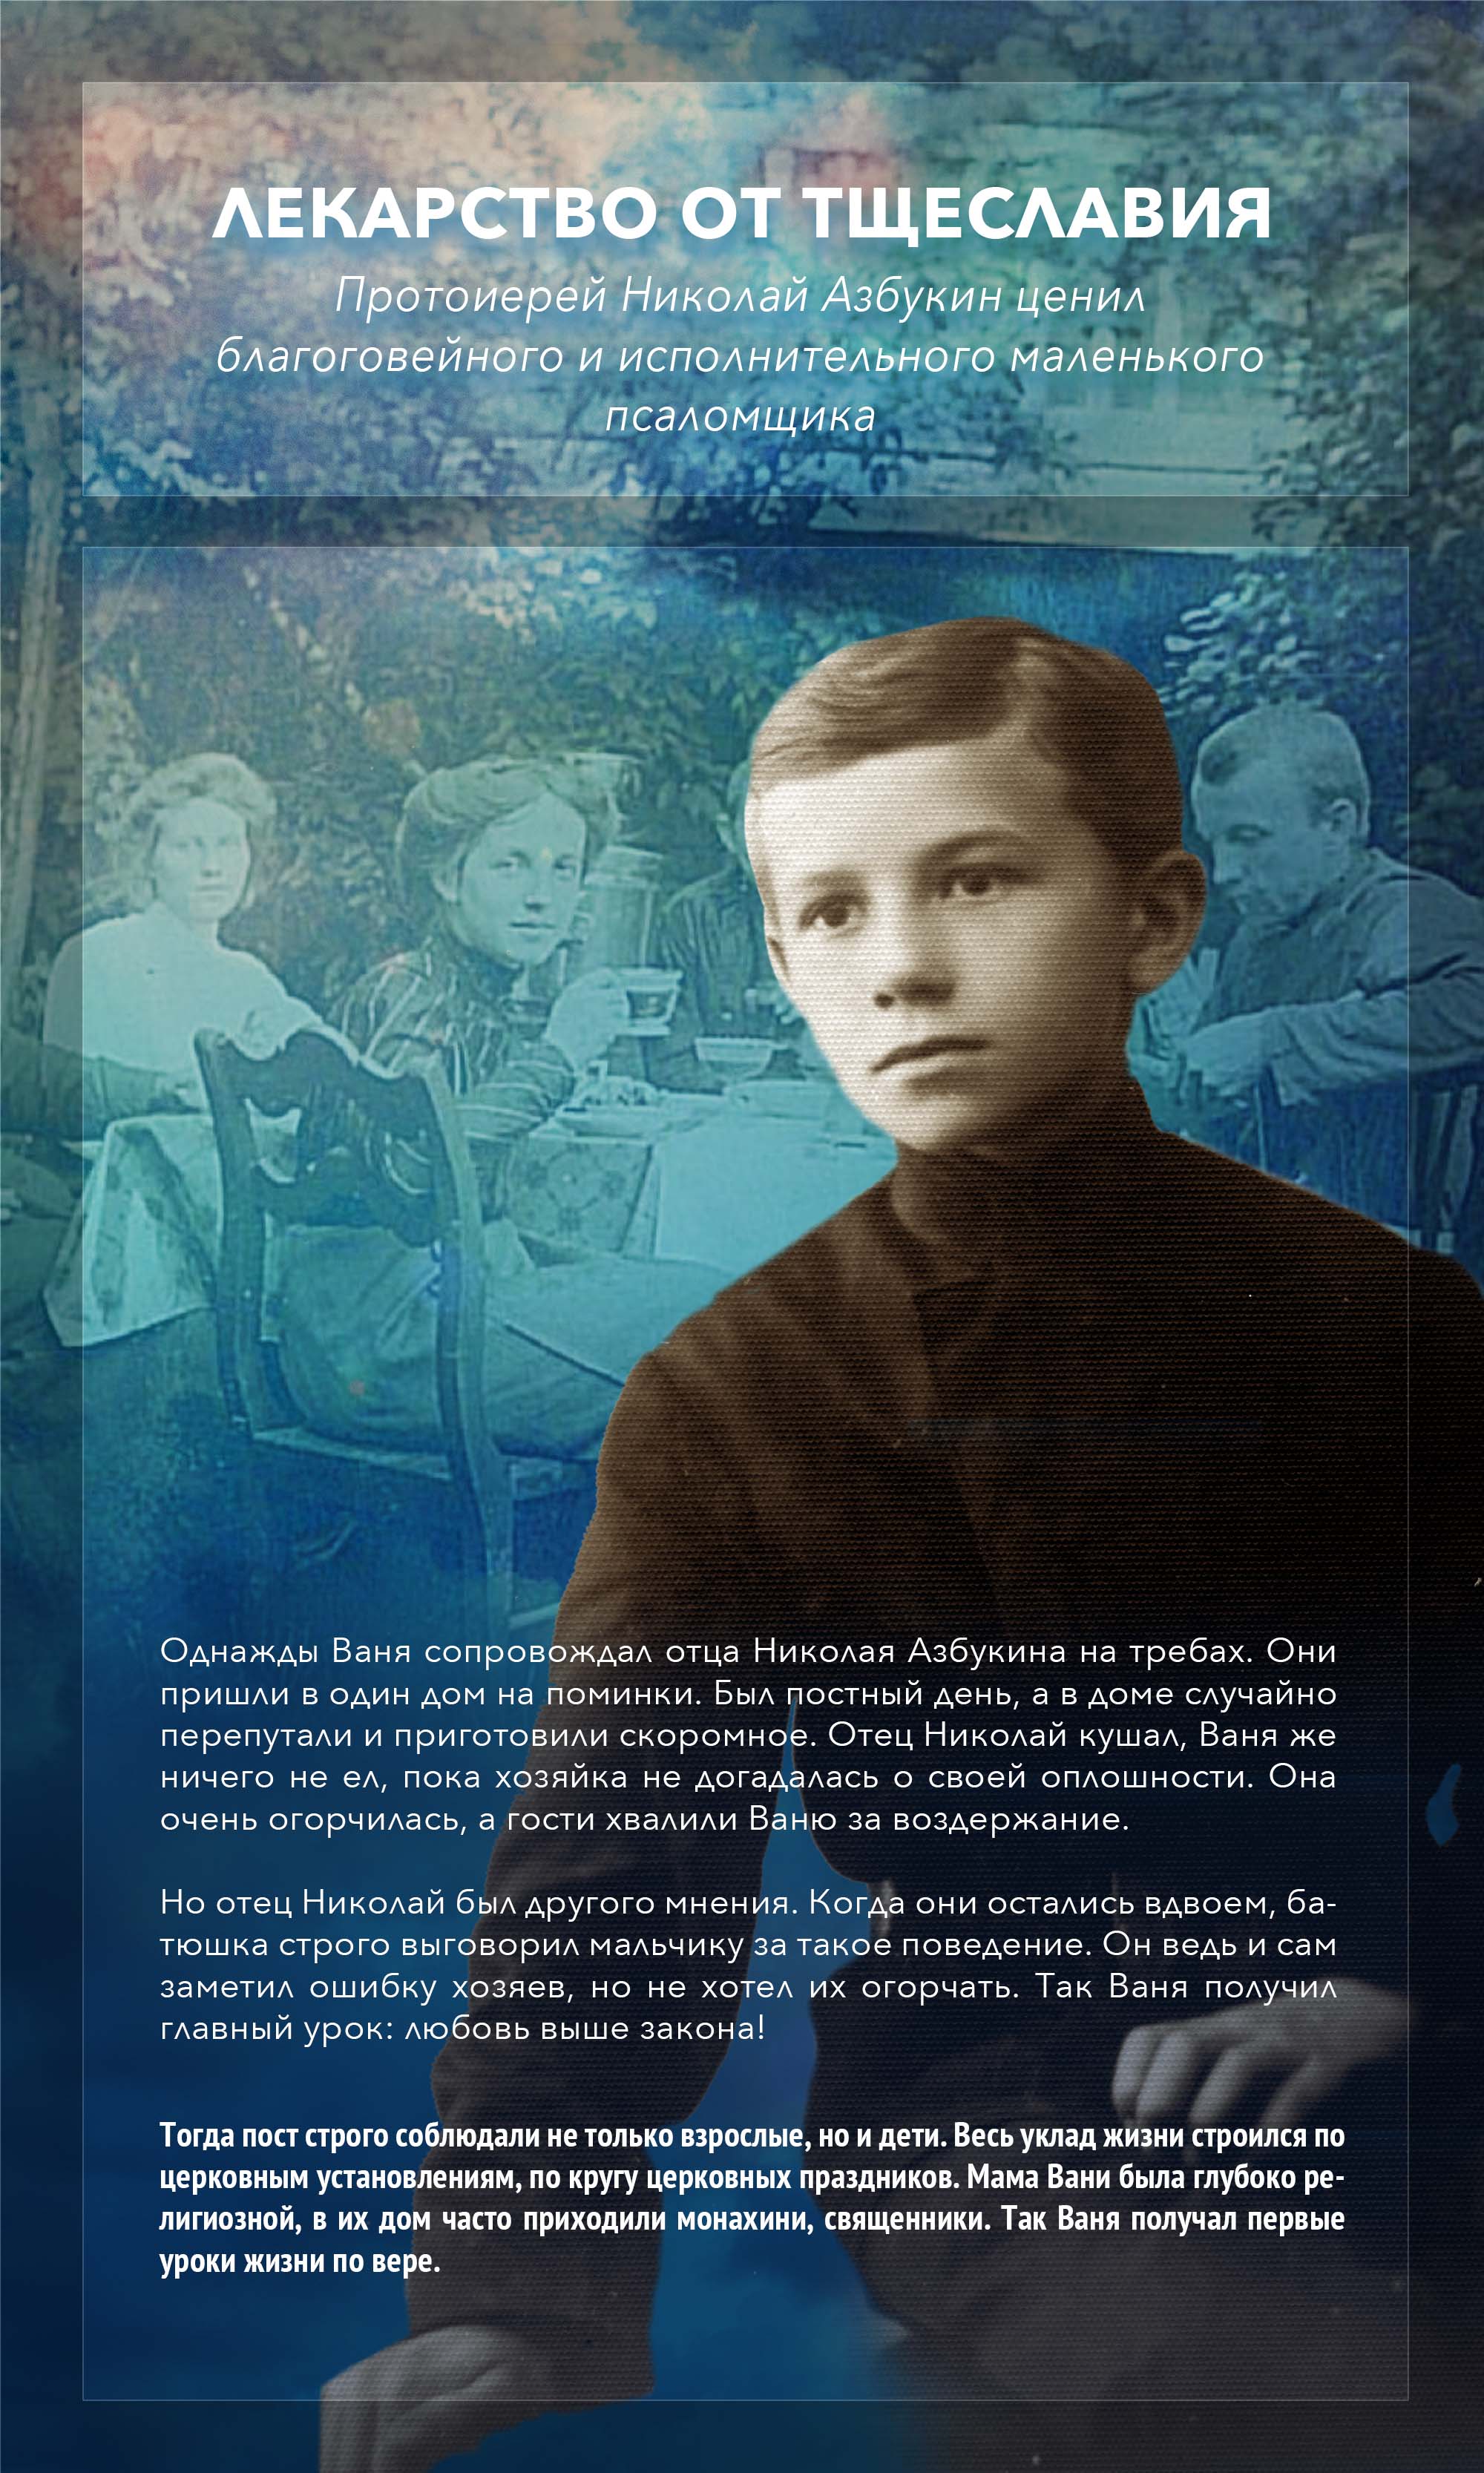 ЛЕКАРСТВО ОТ ТЩЕСЛАВИЯ
Протоиерей Николай Азбукин ценил
благоговейного и исполнительного маленького
псаломщика
Однажды Ваня сопровождал отца Николая Азбукина на требах. Они
пришли в один дом на поминки. Был постный день, а в доме случайно
перепутали и приготовили скоромное. Отец Николай кушал, Ваня же
ничего не ел, пока хозяйка не догадалась о своей оплошности. Она
очень огорчилась, а гости хвалили Ваню за воздержание.
Но отец Николай был другого мнения. Когда они остались вдвоем, ба-
тюшка строго выговорил мальчику за такое поведение. Он ведь и сам
заметил ошибку хозяев, но не хотел их огорчать. Так Ваня получил
главный урок: любовь выше закона!
Тогда пост строго соблюдали не только взрослые, но и дети. Весь уклад жизни строился по
церковным установлениям, по кругу церковных праздников. Мама Вани была глубоко ре-
лигиозной, в их дом часто приходили монахини, священники. Так Ваня получал первые
уроки жизни по вере.